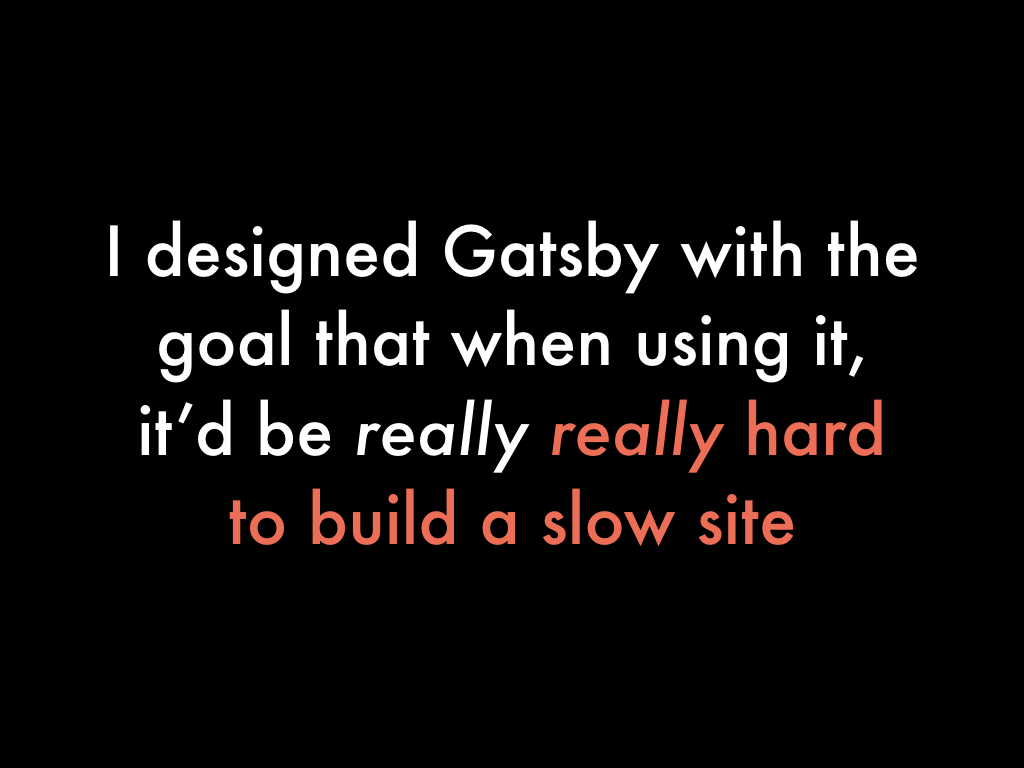 I designed Gatsby with the
goal that when using it,
it’d be really really hard
to build a slow site